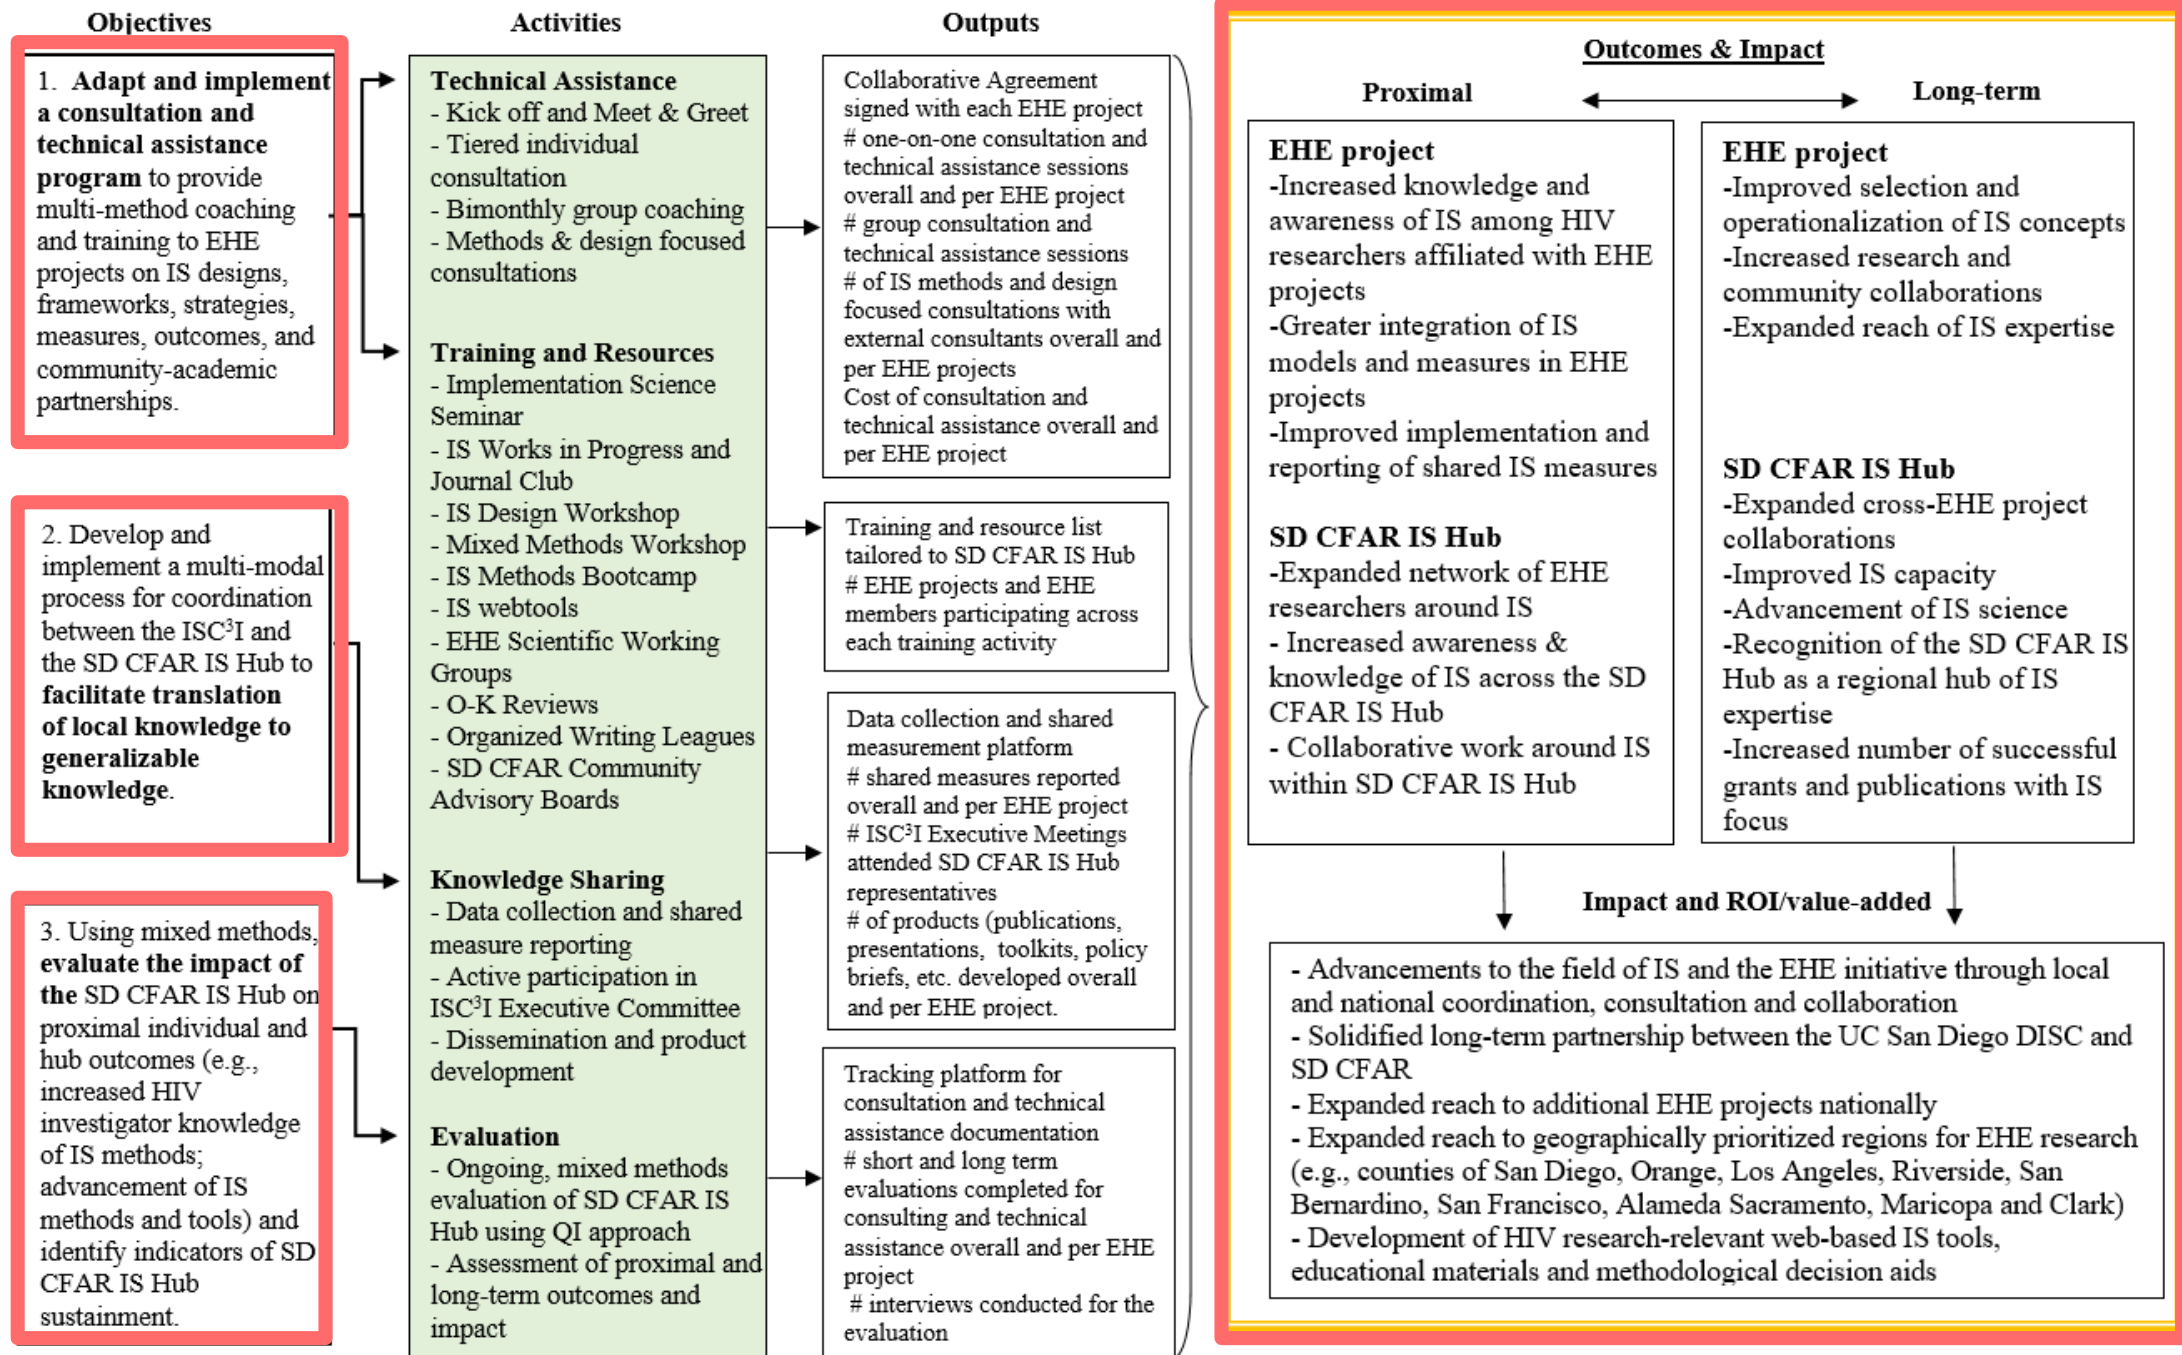 Objectives
1. Adapt and implement
a consultation and
technical assistance
program to provide
multi-method coaching
and training to EHE
projects on IS designs,
frameworks, strategies,
measures, outcomes, and
community-academic
partnerships.
2. Develop and
implement a multi-modal
process for coordination
between the ISC³I and
the SD CFAR IS Hub to
facilitate translation
of local knowledge to
generalizable
knowledge.
3. Using mixed methods,
evaluate the impact of
the SD CFAR IS Hub on
proximal individual and
hub outcomes (e.g.,
increased HIV
investigator knowledge
of IS methods;
advancement of IS
methods and tools) and
identify indicators of SD
CFAR IS Hub
sustainment.
Activities
Technical Assistance
- Kick off and Meet & Greet
- Tiered individual
consultation
- Bimonthly group coaching
- Methods & design focused
consultations
Training and Resources
- Implementation Science
Seminar
- IS Works in Progress and
Journal Club
- IS Design Workshop
- Mixed Methods Workshop
- IS Methods Bootcamp
- IS webtools
- EHE Scientific Working
Groups
- O-K Reviews
- Organized Writing Leagues
- SD CFAR Community
Advisory Boards
Knowledge Sharing
- Data collection and shared
measure reporting
- Active participation in
ISC³I Executive Committee
- Dissemination and product
development
Evaluation
- Ongoing, mixed methods
evaluation of SD CFAR IS
Hub using QI approach
- Assessment of proximal and
long-term outcomes and
impact
Outputs
Collaborative Agreement
signed with each EHE project
# one-on-one consultation and
technical assistance sessions
overall and per EHE project
# group consultation and
technical assistance sessions
# of IS methods and design
focused consultations with
external consultants overall and
per EHE projects
Cost of consultation and
technical assistance overall and
per EHE project
Training and resource list
tailored to SD CFAR IS Hub
# EHE projects and EHE
members participating across
each training activity
Data collection and shared
measurement platform
# shared measures reported
overall and per EHE project
# ISC³I Executive Meetings
attended SD CFAR IS Hub
representatives
# of products (publications,
presentations, toolkits, policy
briefs, etc. developed overall
and per EHE project.
Tracking platform for
consultation and technical
assistance documentation
# short and long term
evaluations completed for
consulting and technical
assistance overall and per EHE
project
# interviews conducted for the
evaluation
Outcomes & Impact
Proximal
Long-term
EHE project
-Increased knowledge and
awareness of IS among HIV
researchers affiliated with EHE
projects
-Greater integration of IS
models and measures in EHE
projects
-Improved implementation and
reporting of shared IS measures
SD CFAR IS Hub
-Expanded network of EHE
researchers around IS
- Increased awareness &
knowledge of IS across the SD
CFAR IS Hub
- Collaborative work around IS
within SD CFAR IS Hub
EHE project
-Improved selection and
operationalization of IS concepts
-Increased research and
community collaborations
-Expanded reach of IS expertise
SD CFAR IS Hub
-Expanded cross-EHE project
collaborations
-Improved IS capacity
-Advancement of IS science
-Recognition of the SD CFAR IS
Hub as a regional hub of IS
expertise
-Increased number of successful
grants and publications with IS
focus
Impact and ROI/value-added
- Advancements to the field of IS and the EHE initiative through local
and national coordination, consultation and collaboration
- Solidified long-term partnership between the UC San Diego DISC and
SD CFAR
- Expanded reach to additional EHE projects nationally
- Expanded reach to geographically prioritized regions for EHE research
(e.g., counties of San Diego, Orange, Los Angeles, Riverside, San
Bernardino, San Francisco, Alameda Sacramento, Maricopa and Clark)
- Development of HIV research-relevant web-based IS tools,
educational materials and methodological decision aids